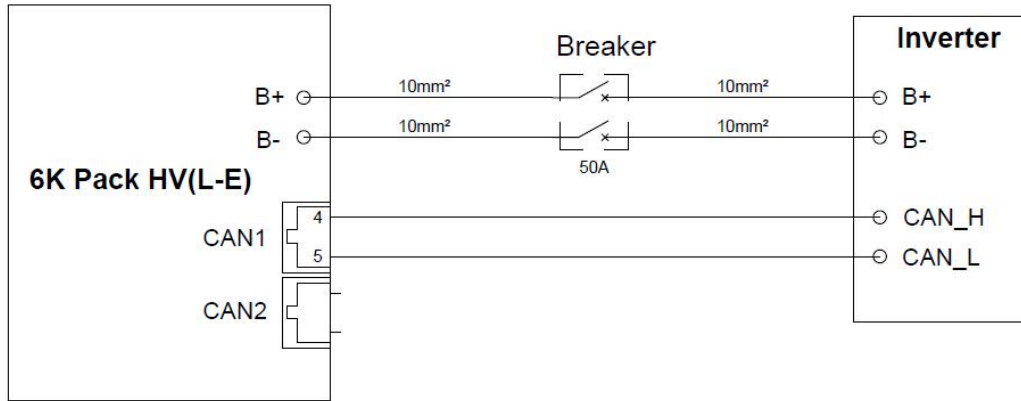 Inverter
Breaker
B+
10mm²
10mm²
B+
B-
10mm²
10mm²
B-
50A
6K Pack HV(L-E)
CAN1
4
CAN_H
5
CAN_L
CAN2